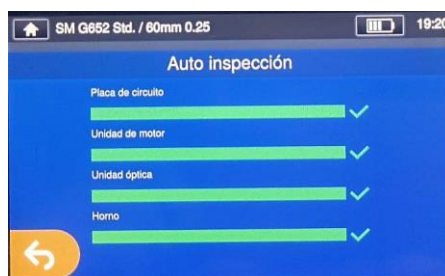 SM G652 Std. / 60mm 0.25
19:20
Auto inspección
Placa de circuito
Unidad de motor
Unidad óptica
Horno